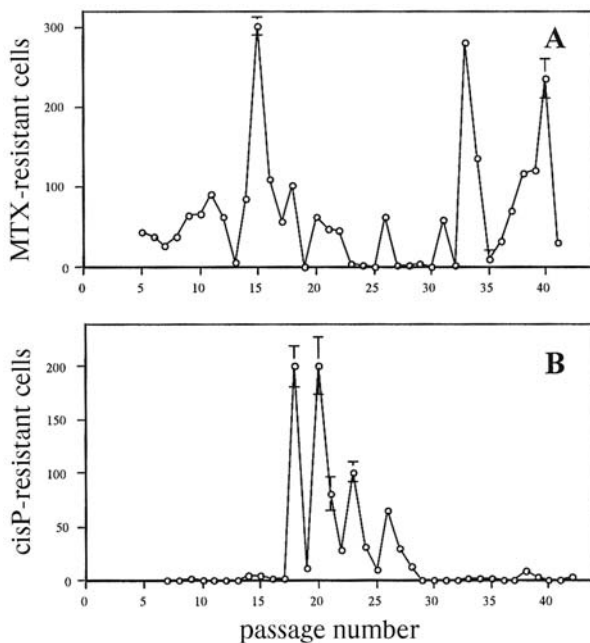 A
MTX-resistant cells
300
200
100
0
0 5 10 15 20 25 30 35 40
B
cisP-resistant cells
200
150
100
50
0
0 5 10 15 20 25 30 35 40
passage number